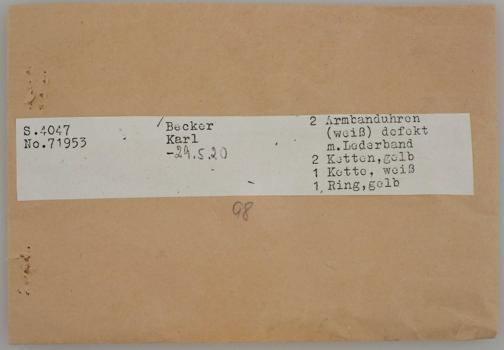 S.4047
No.71953
Becker
Karl
-29.5.20
2 Armbanduhren
(weiß) defekt
m.Lederband
2 Ketten,gelb
1 Kette, weiß
1 Ring,gelb
98